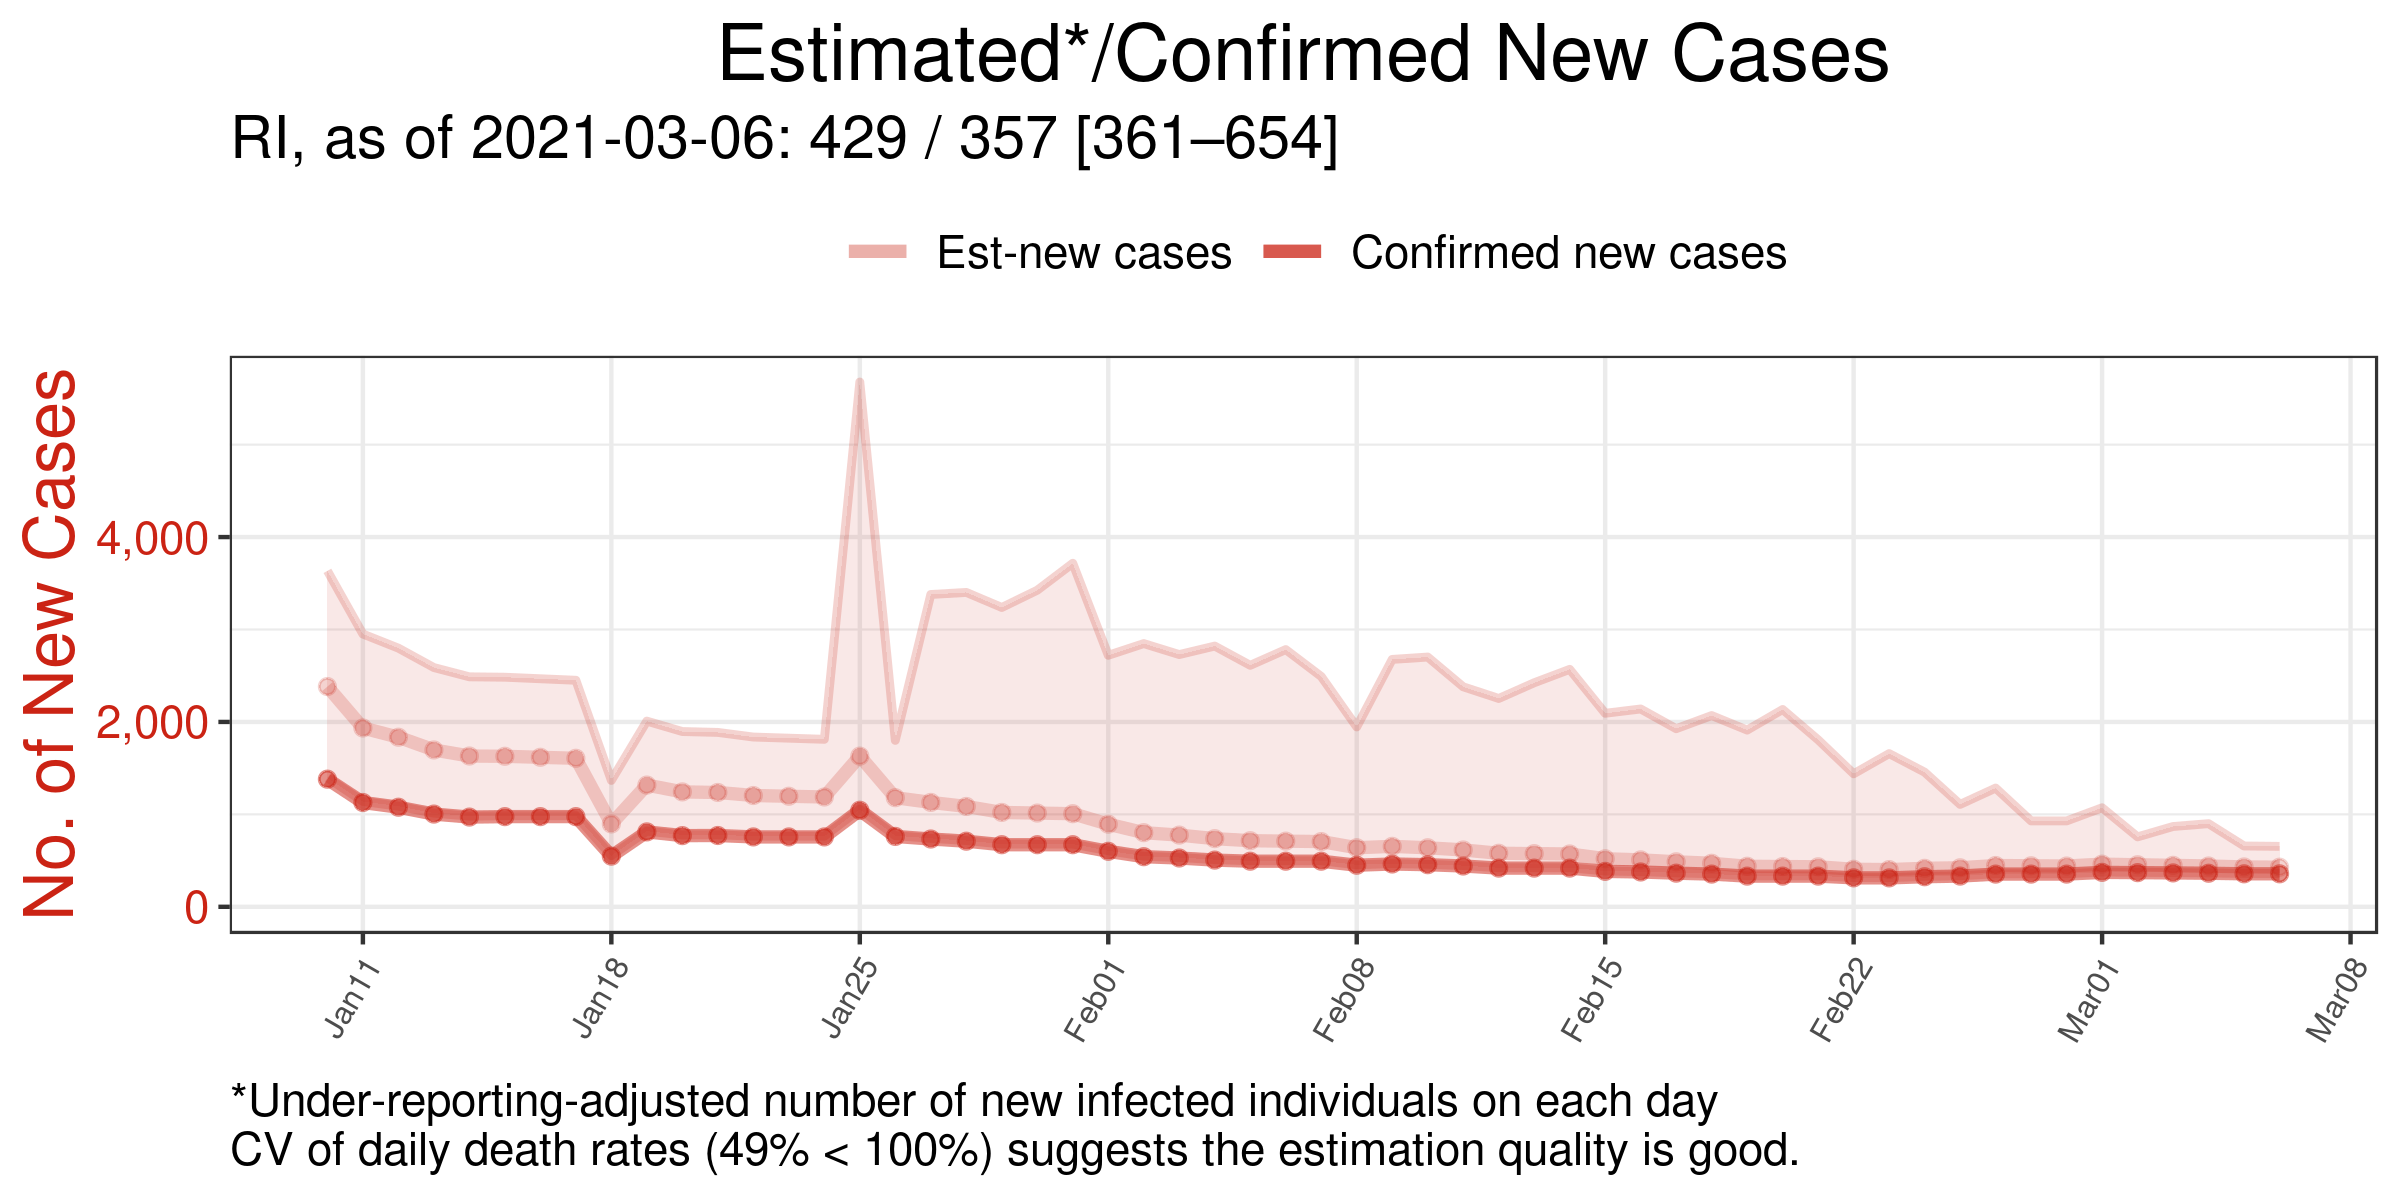 Estimated*/Confirmed New Cases
RI, as of 2021-03-06: 429 / 357 [361–654]
Est-new cases
Confirmed new cases
No. of New Cases
4,000
2,000
0
Jan11
Jan18
Jan25
Feb01
Feb08
Feb15
Feb22
Mar01
Mar08
*Under-reporting-adjusted number of new infected individuals on each day
CV of daily death rates (49% < 100%) suggests the estimation quality is good.